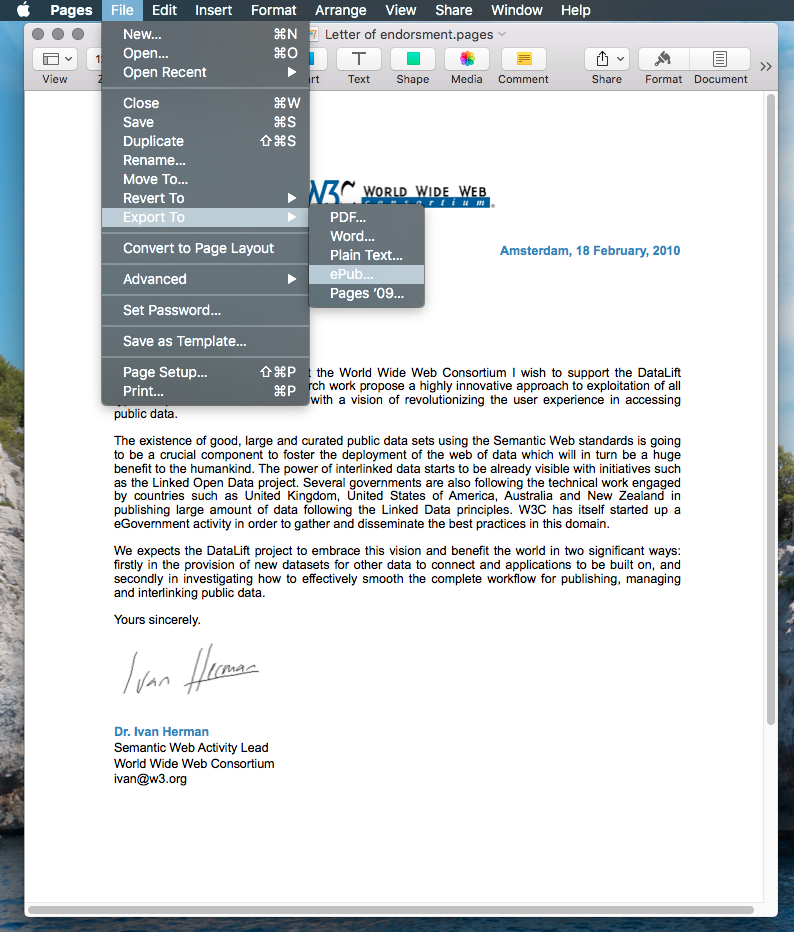 Pages File Edit Insert Format Arrange View Share Window Help
Letter of endorsment.pages
View Text Shape Media Comment Share Format Document
New... ⌘N
Open... ⌘O
Open Recent ▶
Close ⌘W
Save ⌘S
Duplicate ⇧⌘S
Rename...
Move To...
Revert To ▶
Export To ▶
Convert to Page Layout
Advanced ▶
Set Password...
Save as Template...
Page Setup... ⇧⌘P
Print... ⌘P
PDF...
Word...
Plain Text...
ePub...
Pages ’09...
W3C WORLD WIDE WEB
consortium
Amsterdam, 18 February, 2010
the World Wide Web Consortium I wish to support the DataLift
work propose a highly innovative approach to exploitation of all
with a vision of revolutionizing the user experience in accessing
public data.
The existence of good, large and curated public data sets using the Semantic Web standards is going
to be a crucial component to foster the deployment of the web of data which will in turn be a huge
benefit to the humankind. The power of interlinked data starts to be already visible with initiatives such
as the Linked Open Data project. Several governments are also following the technical work engaged
by countries such as United Kingdom, United States of America, Australia and New Zealand in
publishing large amount of data following the Linked Data principles. W3C has itself started up a
eGovernment activity in order to gather and disseminate the best practices in this domain.
We expects the DataLift project to embrace this vision and benefit the world in two significant ways:
firstly in the provision of new datasets for other data to connect and applications to be built on, and
secondly in investigating how to effectively smooth the complete workflow for publishing, managing
and interlinking public data.
Yours sincerely.
Ivan Herman
Dr. Ivan Herman
Semantic Web Activity Lead
World Wide Web Consortium
ivan@w3.org